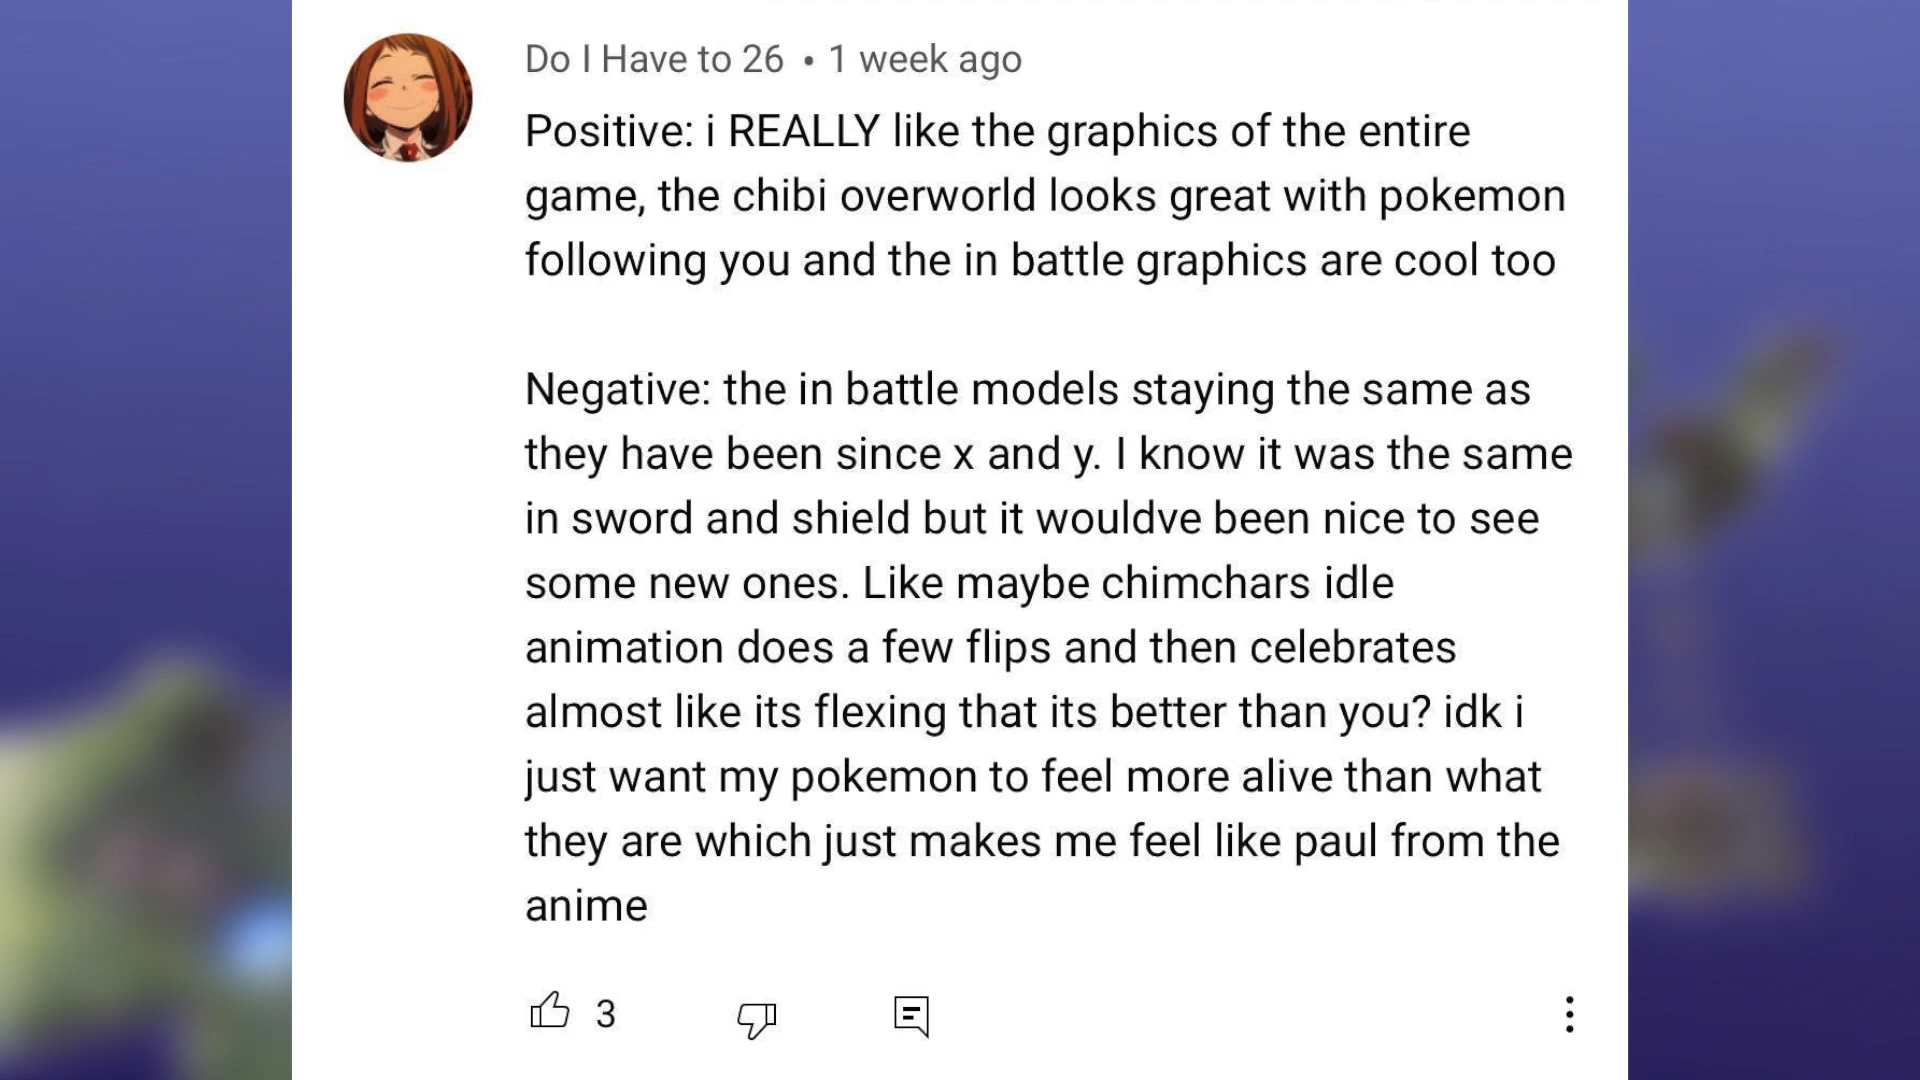 Do I Have to 26 • 1 week ago
Positive: i REALLY like the graphics of the entire
game, the chibi overworld looks great with pokemon
following you and the in battle graphics are cool too
Negative: the in battle models staying the same as
they have been since x and y. I know it was the same
in sword and shield but it wouldve been nice to see
some new ones. Like maybe chimchars idle
animation does a few flips and then celebrates
almost like its flexing that its better than you? idk i
just want my pokemon to feel more alive than what
they are which just makes me feel like paul from the
anime
3